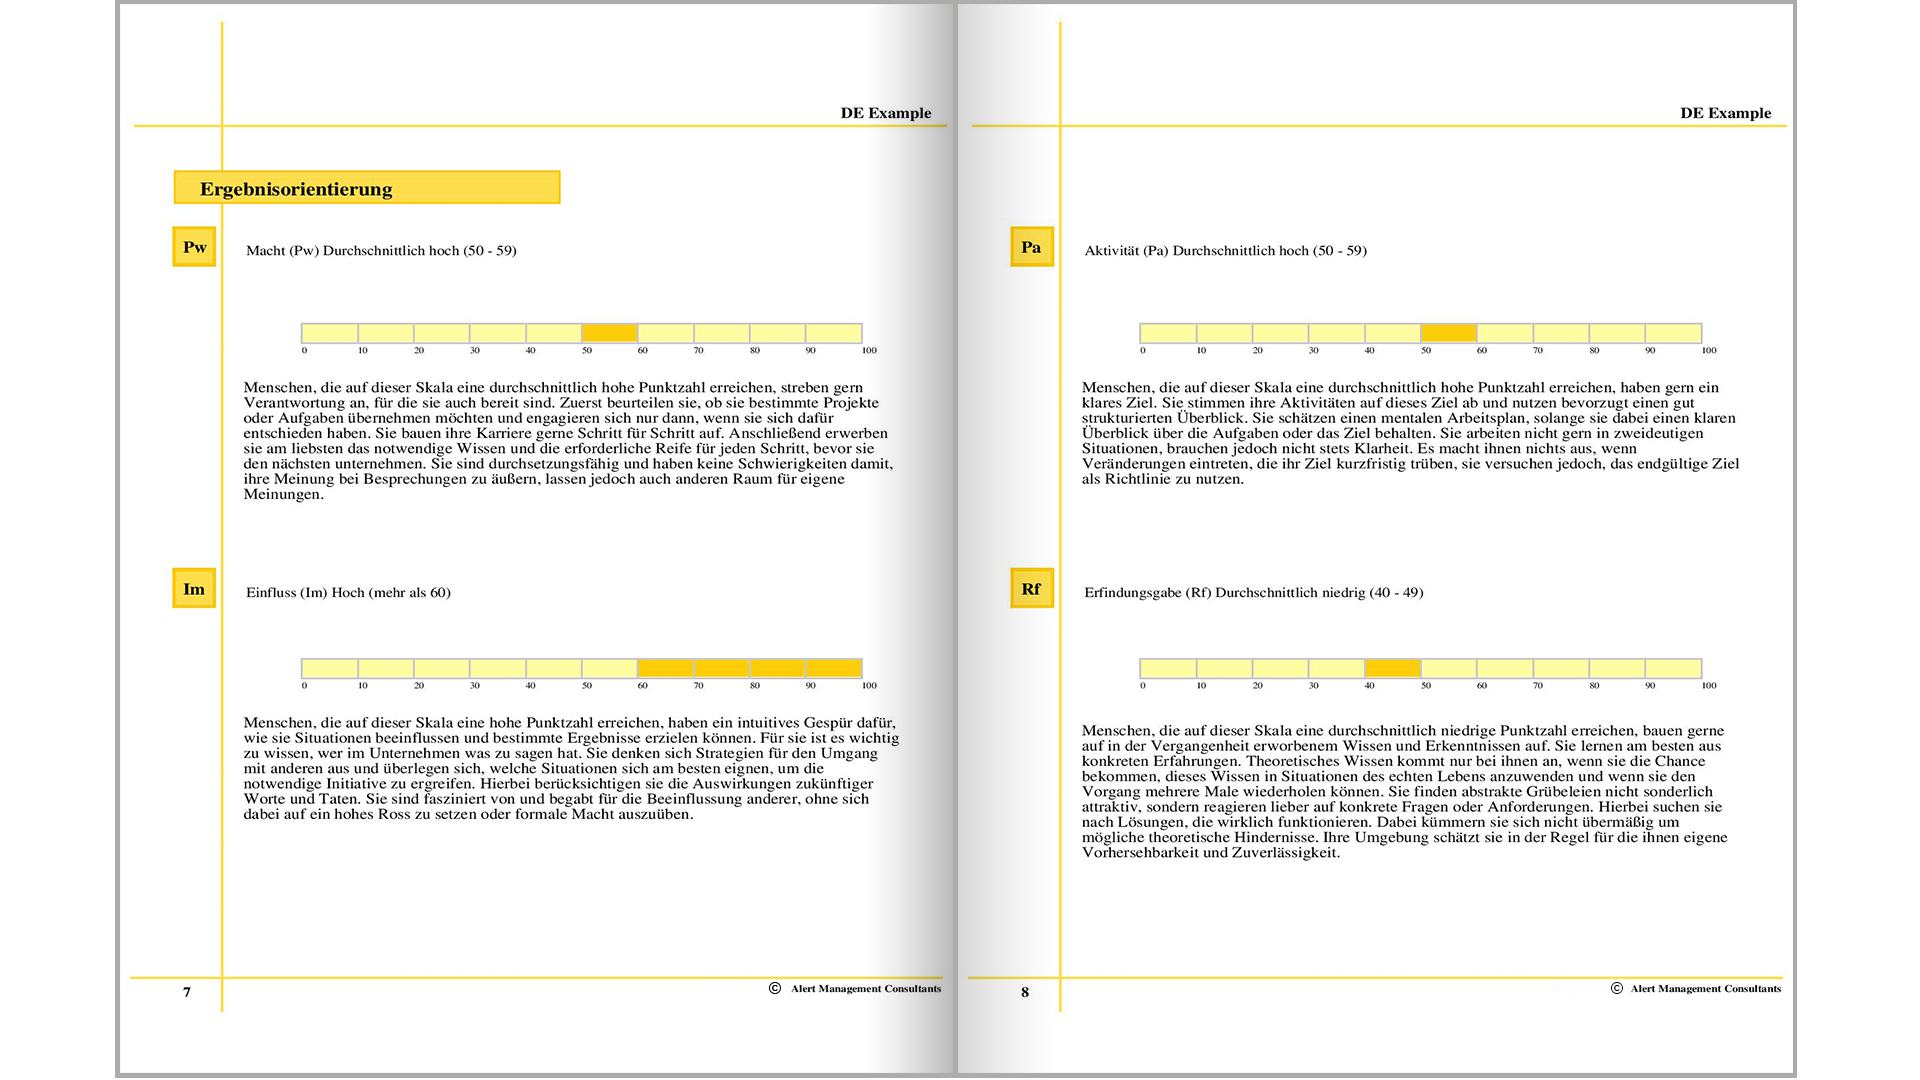 DE Example
Ergebnisorientierung
Pw
Macht (Pw) Durchschnittlich hoch (50 - 59)
0 10 20 30 40 50 60 70 80 90 100
Menschen, die auf dieser Skala eine durchschnittlich hohe Punktzahl erreichen, streben gern
Verantwortung an, für die sie auch bereit sind. Zuerst beurteilen sie, ob sie bestimmte Projekte
oder Aufgaben übernehmen möchten und engagieren sich nur dann, wenn sie sich dafür
entschieden haben. Sie bauen ihre Karriere gerne Schritt für Schritt auf. Anschließend erwerben
sie am liebsten das notwendige Wissen und die erforderliche Reife für jeden Schritt, bevor sie
den nächsten unternehmen. Sie sind durchsetzungsfähig und haben keine Schwierigkeiten damit,
ihre Meinung bei Besprechungen zu äußern, lassen jedoch auch anderen Raum für eigene
Meinungen.
Im
Einfluss (Im) Hoch (mehr als 60)
0 10 20 30 40 50 60 70 80 90 100
Menschen, die auf dieser Skala eine hohe Punktzahl erreichen, haben ein intuitives Gespür dafür,
wie sie Situationen beeinflussen und bestimmte Ergebnisse erzielen können. Für sie ist es wichtig
zu wissen, wer im Unternehmen was zu sagen hat. Sie denken sich Strategien für den Umgang
mit anderen aus und überlegen sich, welche Situationen sich am besten eignen, um die
notwendige Initiative zu ergreifen. Hierbei berücksichtigen sie die Auswirkungen zukünftiger
Worte und Taten. Sie sind fasziniert von und begabt für die Beeinflussung anderer, ohne sich
dabei auf ein hohes Ross zu setzen oder formale Macht auszuüben.
7
© Alert Management Consultants
DE Example
Pa
Aktivität (Pa) Durchschnittlich hoch (50 - 59)
0 10 20 30 40 50 60 70 80 90 100
Menschen, die auf dieser Skala eine durchschnittlich hohe Punktzahl erreichen, haben gern ein
klares Ziel. Sie stimmen ihre Aktivitäten auf dieses Ziel ab und nutzen bevorzugt einen gut
strukturierten Überblick. Sie schätzen einen mentalen Arbeitsplan, solange sie dabei einen klaren
Überblick über die Aufgaben oder das Ziel behalten. Sie arbeiten nicht gern in zweideutigen
Situationen, brauchen jedoch nicht stets Klarheit. Es macht ihnen nichts aus, wenn
Veränderungen eintreten, die ihr Ziel kurzfristig trüben, sie versuchen jedoch, das endgültige Ziel
als Richtlinie zu nutzen.
Rf
Erfindungsgabe (Rf) Durchschnittlich niedrig (40 - 49)
0 10 20 30 40 50 60 70 80 90 100
Menschen, die auf dieser Skala eine durchschnittlich niedrige Punktzahl erreichen, bauen gerne
auf in der Vergangenheit erworbenem Wissen und Erkenntnissen auf. Sie lernen am besten aus
konkreten Erfahrungen. Theoretisches Wissen kommt nur bei ihnen an, wenn sie die Chance
bekommen, dieses Wissen in Situationen des echten Lebens anzuwenden und wenn sie den
Vorgang mehrere Male wiederholen können. Sie finden abstrakte Grübeleien nicht sonderlich
attraktiv, sondern reagieren lieber auf konkrete Fragen oder Anforderungen. Hierbei suchen sie
nach Lösungen, die wirklich funktionieren. Dabei kümmern sie sich nicht übermäßig um
mögliche theoretische Hindernisse. Ihre Umgebung schätzt sie in der Regel für die ihnen eigene
Vorhersehbarkeit und Zuverlässigkeit.
8
© Alert Management Consultants